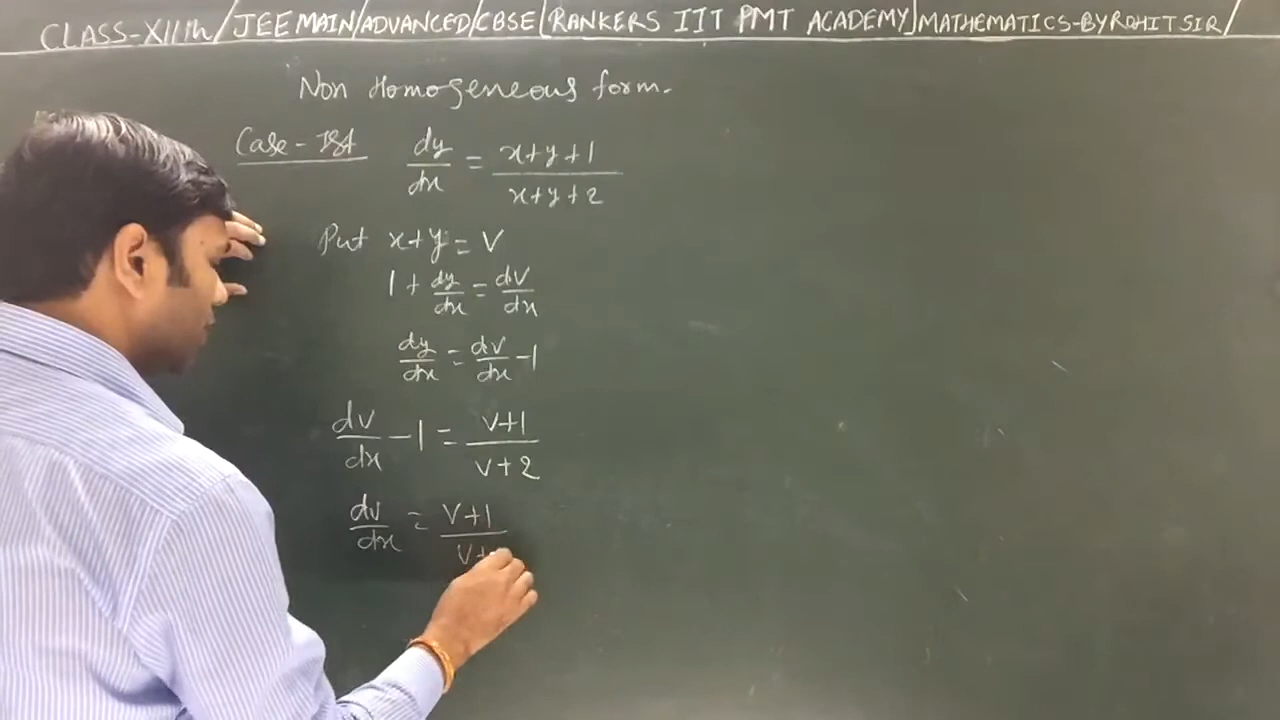 CLASS-XII th/JEE MAIN/ADVANCED/CBSE/RANKERS IIT PMT ACADEMY/MATHEMATICS-BY ROHIT SIR/
Non Homogeneous form.
Case-Ist dy/dx = x+y+1/x+y+2
Put x+y = V
1 + dy/dx = dV/dx
dy/dx = dV/dx - 1
dV/dx - 1 = V+1/V+2
dV/dx = V+1/V+